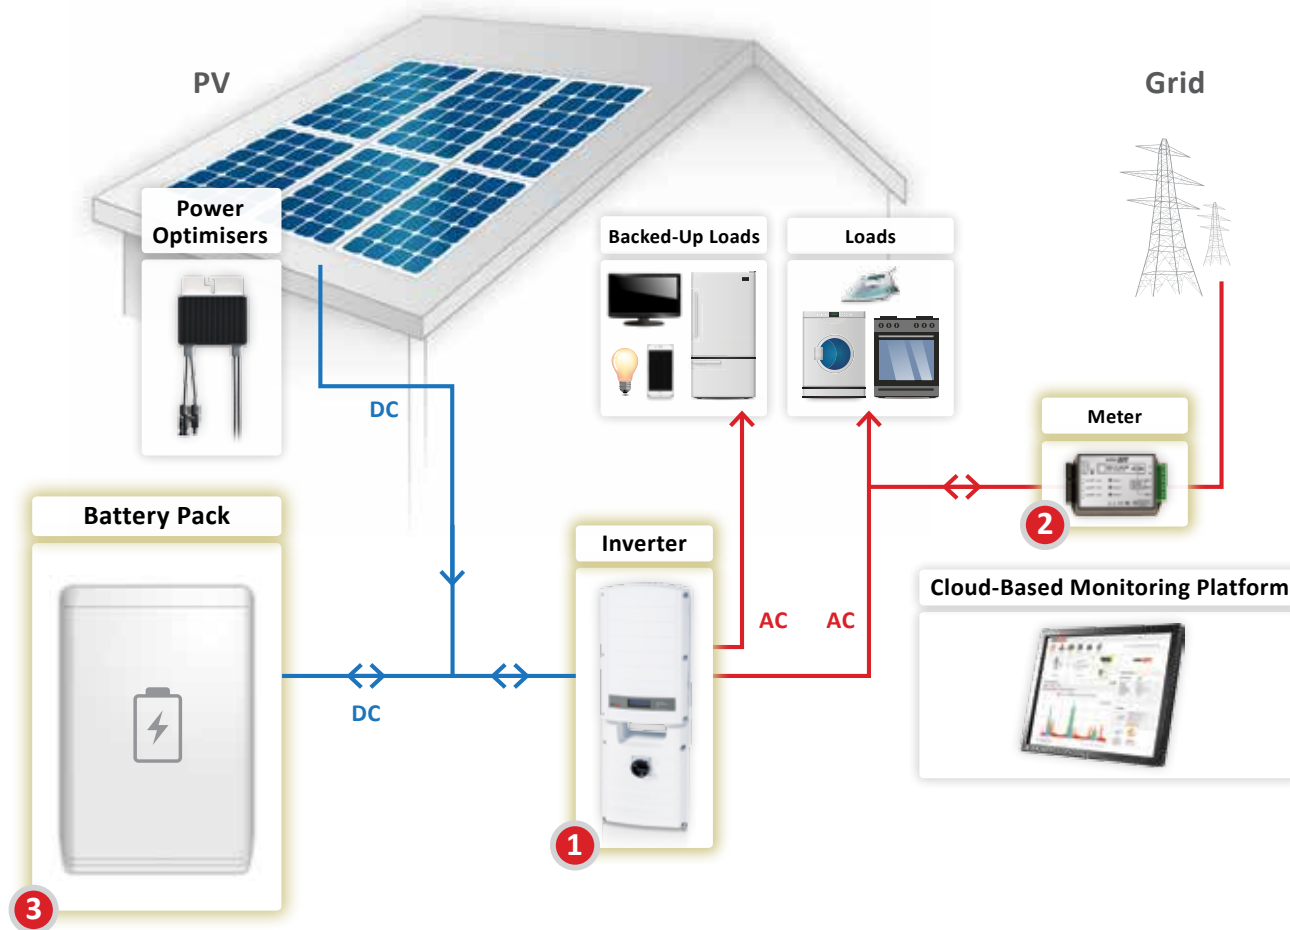 PV
Grid
Power
Optimisers
Backed-Up Loads
Loads
DC
Meter
2
Battery Pack
Inverter
Cloud-Based Monitoring Platform
AC
AC
DC
1
3